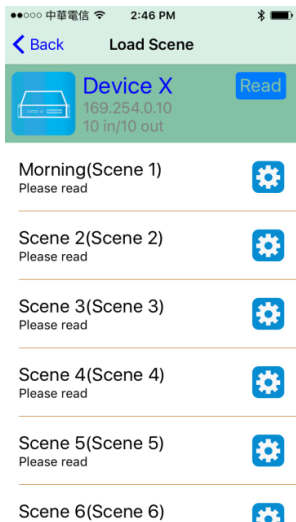 中華電信 2:46 PM
Back Load Scene
Device X Read
169.254.0.10
10 in/10 out
Morning(Scene 1)
Please read
Scene 2(Scene 2)
Please read
Scene 3(Scene 3)
Please read
Scene 4(Scene 4)
Please read
Scene 5(Scene 5)
Please read
Scene 6(Scene 6)